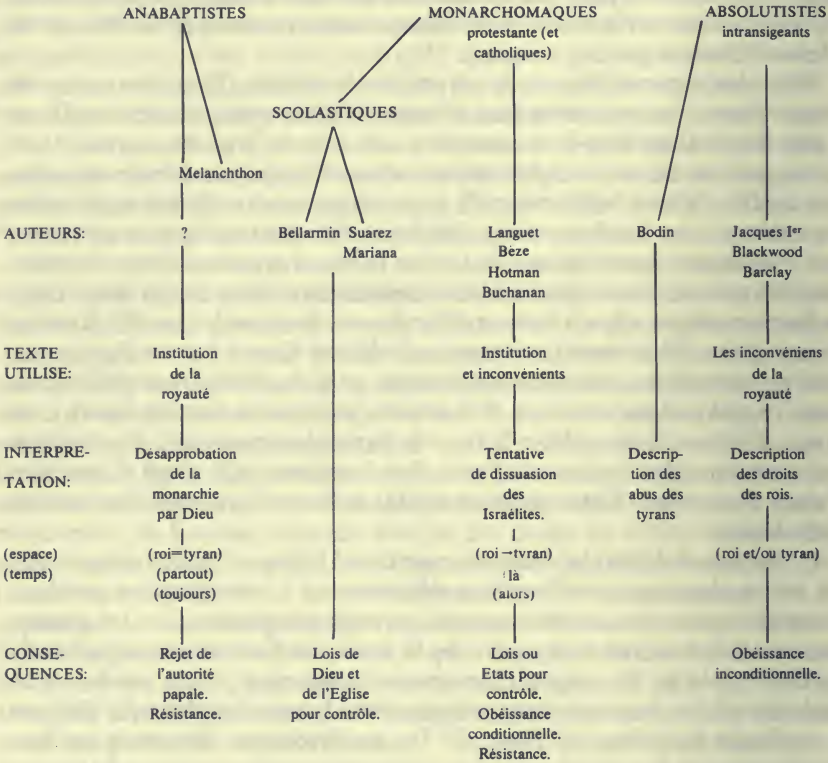 ANABAPTISTES MONARCHOMAQUES ABSOLUTISTES
protestante (et intransigeants
catholiques)
SCOLASTIQUES
Melanchthon
AUTEURS: ? Bellarmin Suarez Languet Bodin Jacques Ier
Mariana Bèze Blackwood
Hotman Barclay
Buchanan
TEXTE Institution Institution Les inconvéniens
UTILISE: de la et inconvénients de la
royauté royauté
INTERPRE- Désapprobation Tentative Descrip- Description
TATION: de la de dissuasion tion des des droits
monarchie des abus des des rois.
par Dieu Israélites. tyrans
(espace) (roi=tyran) (roi→tyran) (roi et/ou tyran)
(temps) (partout) là
(toujours) (alors)
CONSE- Rejet de Lois de Lois ou Obéissance
QUENCES: l'autorité Dieu et Etats pour inconditionnelle.
papale. de l'Eglise contrôle.
Résistance. pour contrôle. Obéissance
conditionnelle.
Résistance.